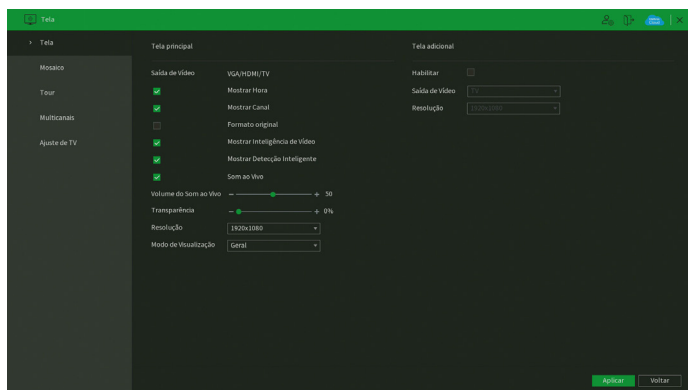 Tela
Tela
Mosaico
Tour
Multicanais
Ajuste de TV
Tela principal
Saída de Vídeo VGA/HDMI/TV
Mostrar Hora
Mostrar Canal
Formato original
Mostrar Inteligência de Vídeo
Mostrar Detecção Inteligente
Som ao Vivo
Volume do Som ao Vivo 50
Transparência 0%
Resolução 1920x1080
Modo de Visualização Geral
Tela adicional
Habilitar
Saída de Vídeo TV
Resolução 1920x1080
Aplicar Voltar